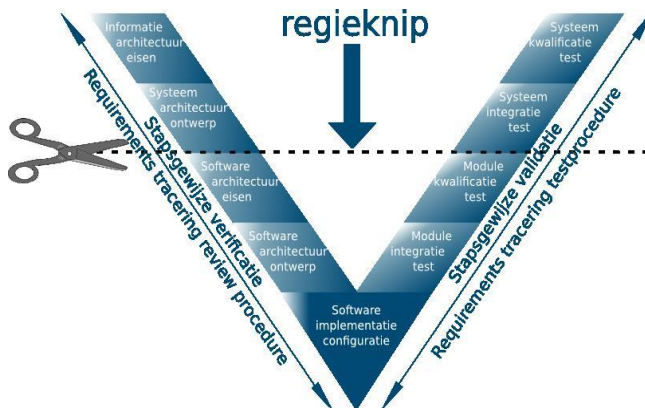 regieknip
Informatie
architectuur
eisen
Systeem
architectuur
ontwerp
Software
architectuur
eisen
Software
architectuur
ontwerp
Software
implementatie
configuratie
Module
integratie
test
Module
kwalificatie
test
Systeem
integratie
test
Systeem
kwalificatie
test
Stapsgewijze verificatie
Requirements tracering review procedure
Stapsgewijze validatie
Requirements tracering testprocedure